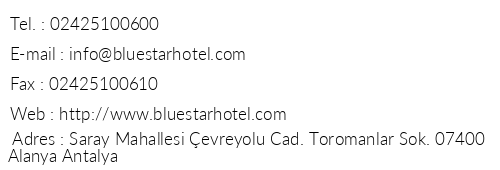 Tel. : 02425100600
E-mail : info@bluestarhotel.com
Fax : 02425100610
Web : http://www.bluestarhotel.com
Adres : Saray Mahallesi Çevreyolu Cad. Toromanlar Sok. 07400
Alanya Antalya